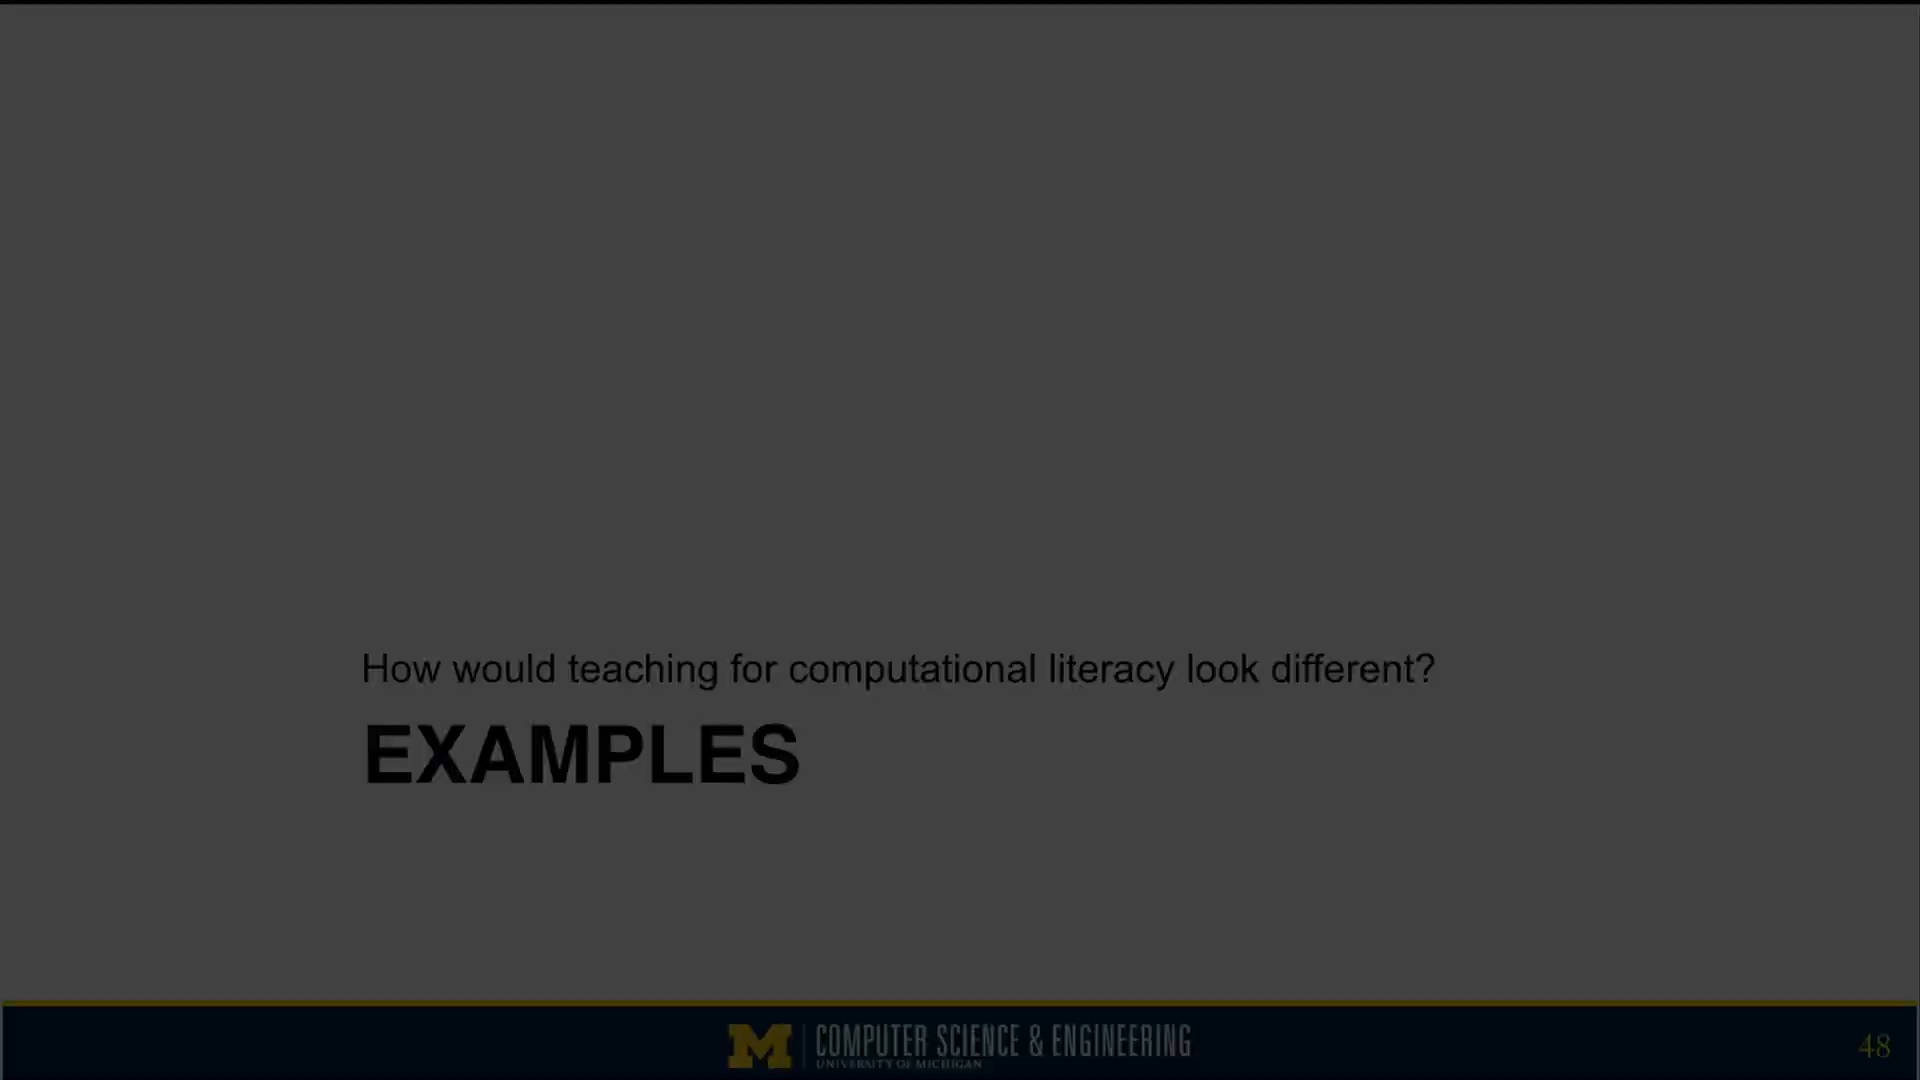 How would teaching for computational literacy look different?
EXAMPLES
M COMPUTER SCIENCE & ENGINEERING
UNIVERSITY OF MICHIGAN
48